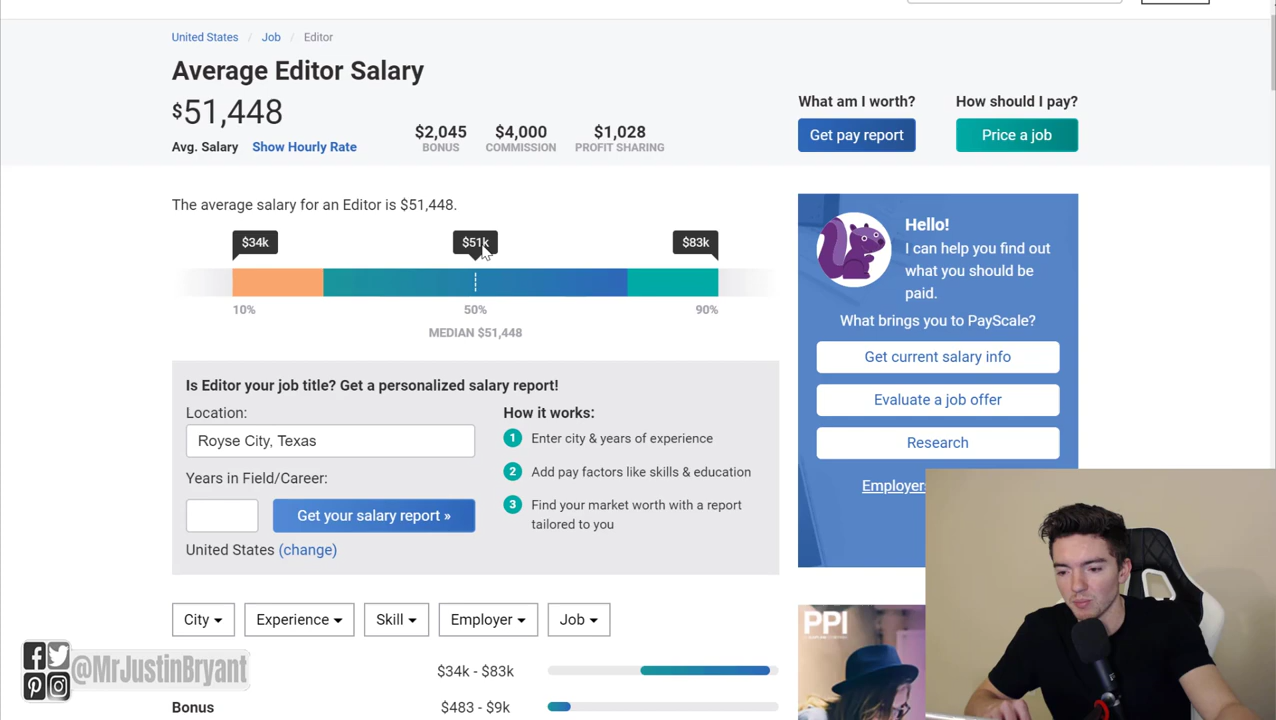 United States / Job / Editor
Average Editor Salary
$51,448
Avg. Salary Show Hourly Rate
$2,045 $4,000 $1,028
BONUS COMMISSION PROFIT SHARING
What am I worth? How should I pay?
Get pay report Price a job
The average salary for an Editor is $51,448.
$34k $51k $83k
10% 50% 90%
MEDIAN $51,448
Hello!
I can help you find out
what you should be
paid.
What brings you to PayScale?
Get current salary info
Evaluate a job offer
Research
Employers
Is Editor your job title? Get a personalized salary report!
Location:
Royse City, Texas
Years in Field/Career:
Get your salary report »
United States (change)
How it works:
1 Enter city & years of experience
2 Add pay factors like skills & education
3 Find your market worth with a report
tailored to you
City Experience Skill Employer Job
$34k - $83k
Bonus $483 - $9k
PPI
@MrJustinBryant